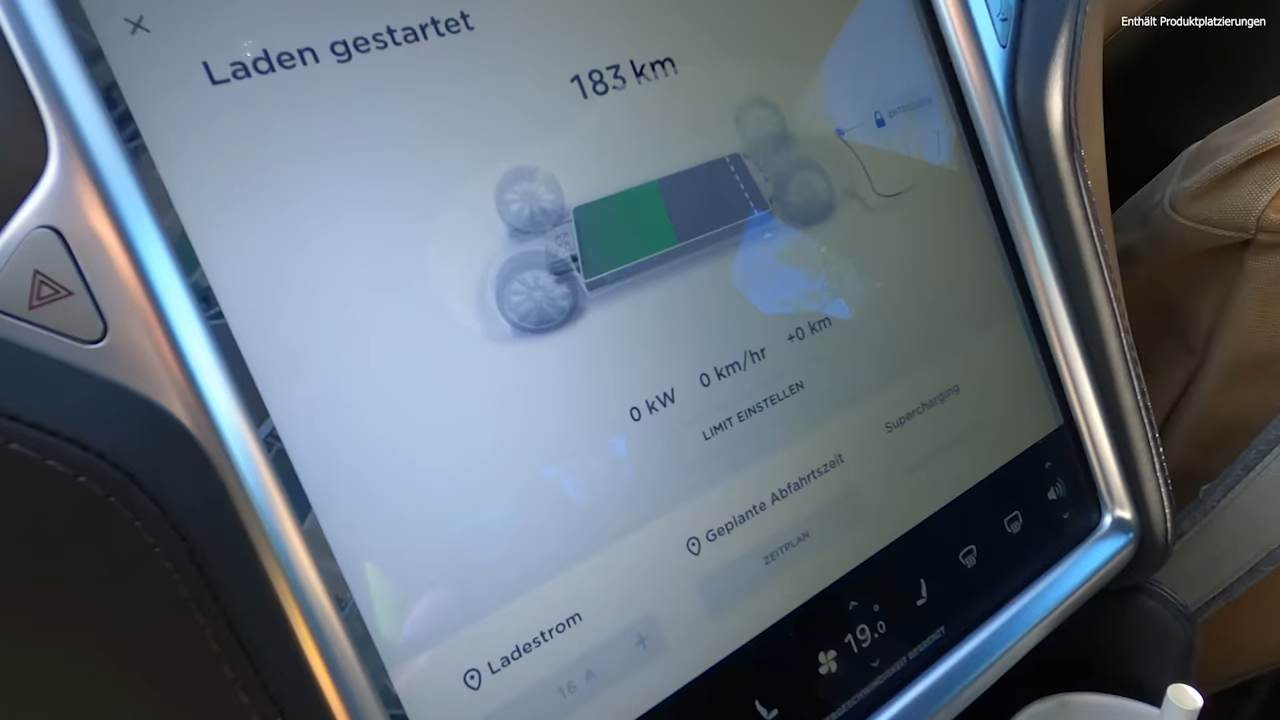 Enthält Produktplatzierungen
Laden gestartet
183 km
0 kW 0 km/hr +0 km
LIMIT EINSTELLEN
Supercharging
Geplante Abfahrtszeit
ZEITPLAN
Ladestrom
16 A +
19.0